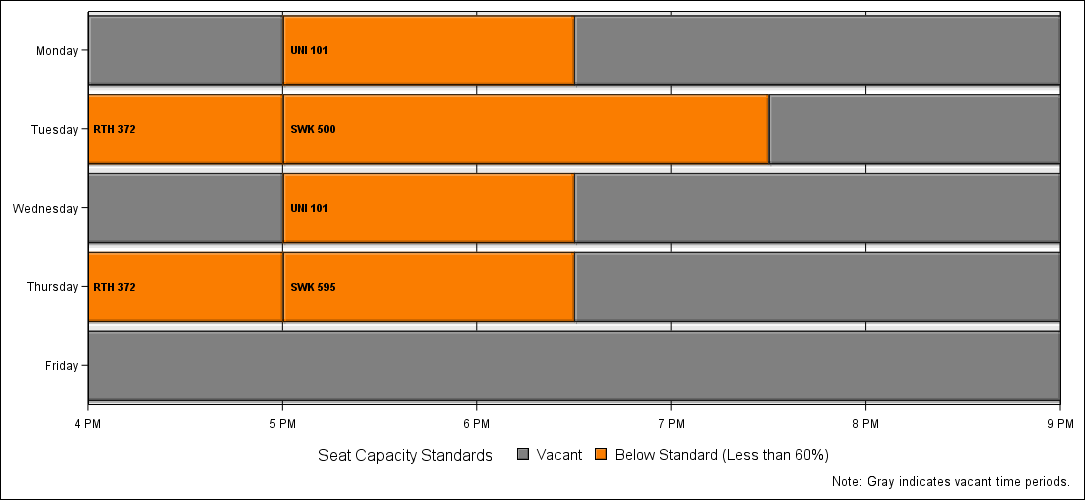 Monday
UNI 101
Tuesday
RTH 372
SWK 500
Wednesday
UNI 101
Thursday
RTH 372
SWK 595
Friday
4 PM 5 PM 6 PM 7 PM 8 PM 9 PM
Seat Capacity Standards Vacant Below Standard (Less than 60%)
Note: Gray indicates vacant time periods.